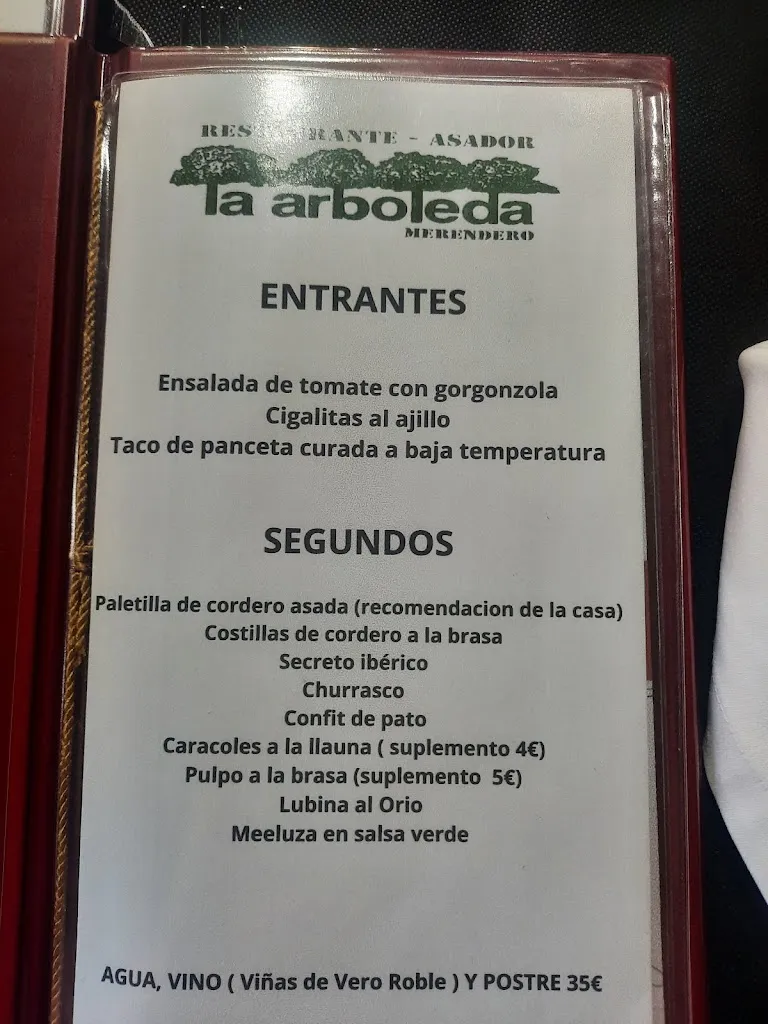 RESTAURANTE - ASADOR
la arboleda
MERENDERO
ENTRANTES
Ensalada de tomate con gorgonzola
Cigalitas al ajillo
Taco de panceta curada a baja temperatura
SEGUNDOS
Paletilla de cordero asada (recomendacion de la casa)
Costillas de cordero a la brasa
Secreto ibérico
Churrasco
Confit de pato
Caracoles a la llauna ( suplemento 4€)
Pulpo a la brasa (suplemento 5€)
Lubina al Orio
Meeluza en salsa verde
AGUA, VINO ( Viñas de Vero Roble ) Y POSTRE 35€